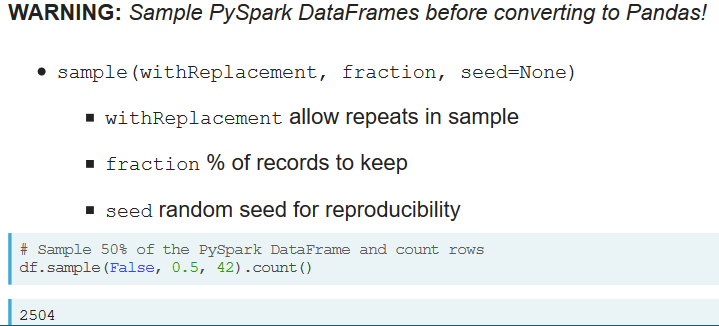 WARNING: Sample PySpark DataFrames before converting to Pandas!
• sample(withReplacement, fraction, seed=None)
▪ withReplacement allow repeats in sample
▪ fraction % of records to keep
▪ seed random seed for reproducibility
# Sample 50% of the PySpark DataFrame and count rows
df.sample(False, 0.5, 42).count()
2504